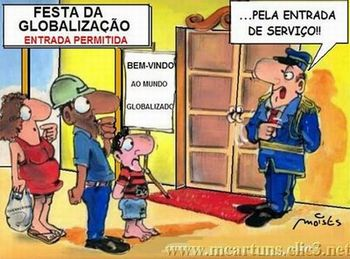 FESTA DA
GLOBALIZAÇÃO
ENTRADA PERMITIDA
...PELA ENTRADA
DE SERVIÇO!!
BEM-VINDO
AO MUNDO
GLOBALIZADO
moisés
www.mcartuns.clic3.net